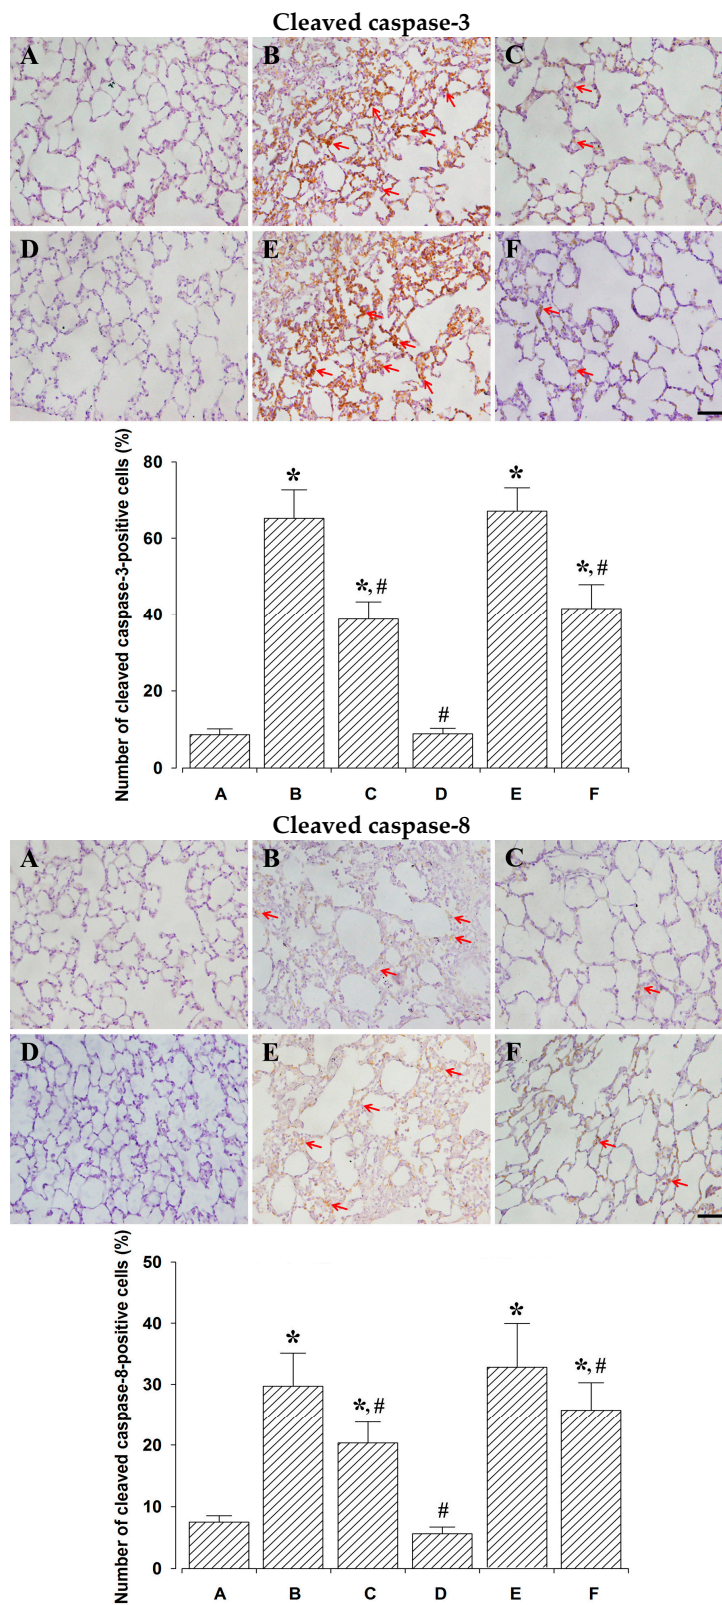 Cleaved caspase-3
A B C
D E F
Number of cleaved caspase-3-positive cells (%)
80
60
40
20
0
*
*, #
#
*
*, #
A B C D E F
Cleaved caspase-8
A B C
D E F
Number of cleaved caspase-8-positive cells (%)
50
40
30
20
10
0
*
*, #
#
*
*, #
A B C D E F